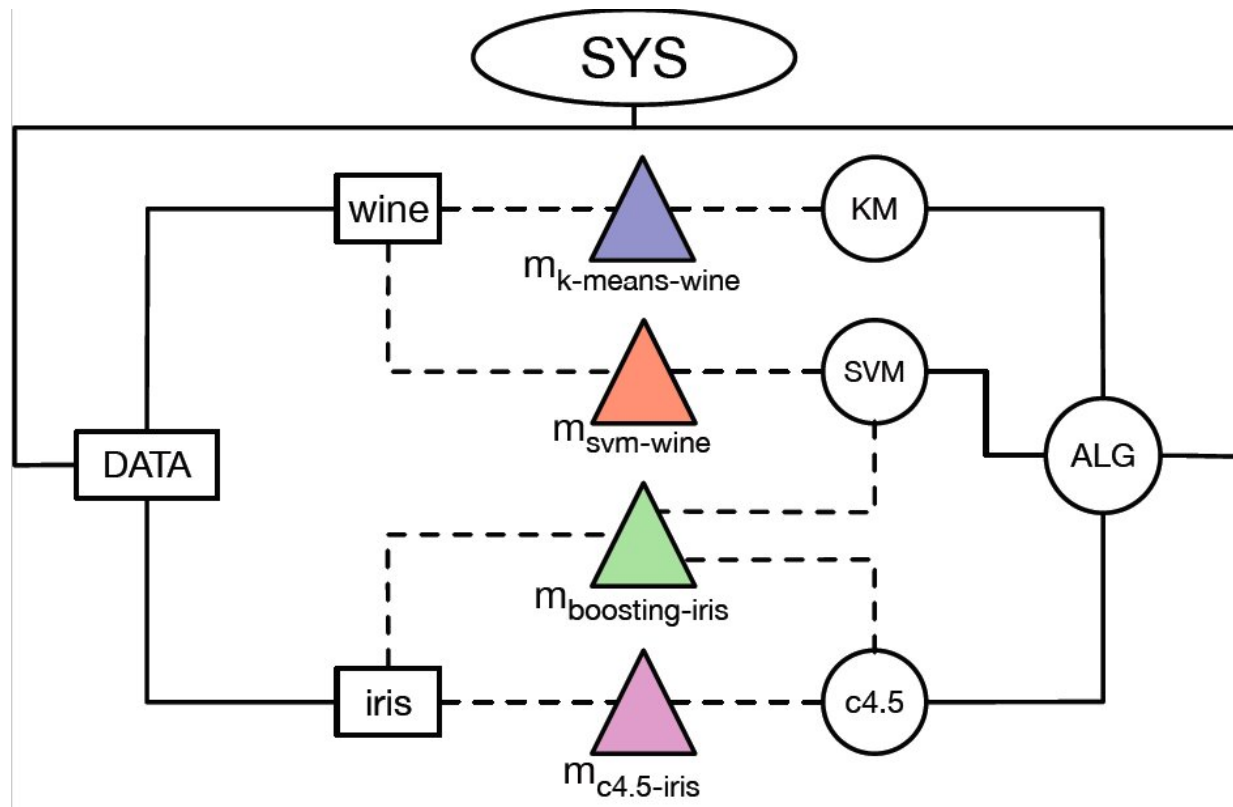 SYS
wine
KM
m k-means-wine
SVM
m svm-wine
DATA
ALG
m boosting-iris
iris
c4.5
m c4.5-iris